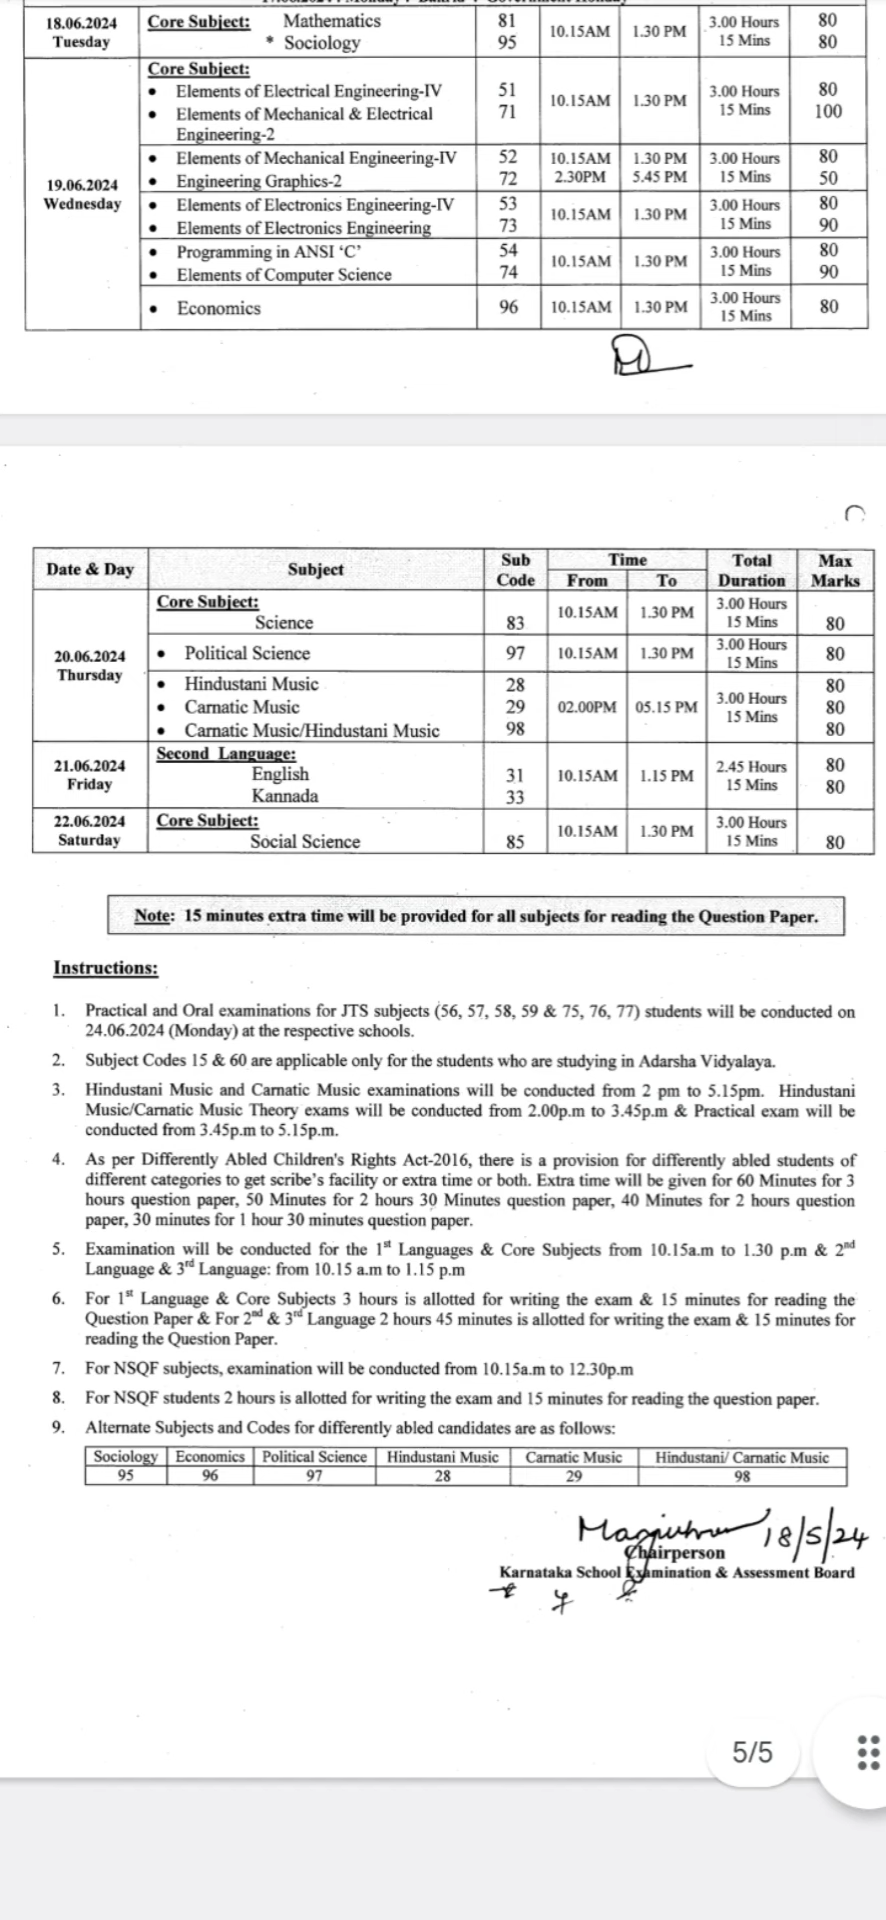 18.06.2024
Tuesday
Core Subject: Mathematics 81
* Sociology 95
10.15AM 1.30 PM 3.00 Hours 15 Mins 80
80
19.06.2024
Wednesday
Core Subject:
• Elements of Electrical Engineering-IV 51
• Elements of Mechanical & Electrical 71
Engineering-2
10.15AM 1.30 PM 3.00 Hours 15 Mins 80
100
• Elements of Mechanical Engineering-IV 52 10.15AM 1.30 PM 3.00 Hours 80
• Engineering Graphics-2 72 2.30PM 5.45 PM 15 Mins 50
• Elements of Electronics Engineering-IV 53
• Elements of Electronics Engineering 73
10.15AM 1.30 PM 3.00 Hours 15 Mins 80
90
• Programming in ANSI ‘C’ 54
• Elements of Computer Science 74
10.15AM 1.30 PM 3.00 Hours 15 Mins 80
90
• Economics 96 10.15AM 1.30 PM 3.00 Hours 15 Mins 80
Date & Day Subject Sub Code Time From To Total Duration Max Marks
20.06.2024
Thursday
Core Subject:
Science 83 10.15AM 1.30 PM 3.00 Hours 15 Mins 80
• Political Science 97 10.15AM 1.30 PM 3.00 Hours 15 Mins 80
• Hindustani Music 28 80
• Carnatic Music 29 02.00PM 05.15 PM 3.00 Hours 15 Mins 80
• Carnatic Music/Hindustani Music 98 80
21.06.2024
Friday
Second Language:
English 31
Kannada 33
10.15AM 1.15 PM 2.45 Hours 15 Mins 80
80
22.06.2024
Saturday
Core Subject:
Social Science 85 10.15AM 1.30 PM 3.00 Hours 15 Mins 80
Note: 15 minutes extra time will be provided for all subjects for reading the Question Paper.
Instructions:
1. Practical and Oral examinations for JTS subjects (56, 57, 58, 59 & 75, 76, 77) students will be conducted on
24.06.2024 (Monday) at the respective schools.
2. Subject Codes 15 & 60 are applicable only for the students who are studying in Adarsha Vidyalaya.
3. Hindustani Music and Carnatic Music examinations will be conducted from 2 pm to 5.15pm. Hindustani
Music/Carnatic Music Theory exams will be conducted from 2.00p.m to 3.45p.m & Practical exam will be
conducted from 3.45p.m to 5.15p.m.
4. As per Differently Abled Children's Rights Act-2016, there is a provision for differently abled students of
different categories to get scribe's facility or extra time or both. Extra time will be given for 60 Minutes for 3
hours question paper, 50 Minutes for 2 hours 30 Minutes question paper, 40 Minutes for 2 hours question
paper, 30 minutes for 1 hour 30 minutes question paper.
5. Examination will be conducted for the 1st Languages & Core Subjects from 10.15a.m to 1.30 p.m & 2nd
Language & 3rd Language: from 10.15 a.m to 1.15 p.m
6. For 1st Language & Core Subjects 3 hours is allotted for writing the exam & 15 minutes for reading the
Question Paper & For 2nd & 3rd Language 2 hours 45 minutes is allotted for writing the exam & 15 minutes for
reading the Question Paper.
7. For NSQF subjects, examination will be conducted from 10.15a.m to 12.30p.m
8. For NSQF students 2 hours is allotted for writing the exam and 15 minutes for reading the question paper.
9. Alternate Subjects and Codes for differently abled candidates are as follows:
Sociology Economics Political Science Hindustani Music Carnatic Music Hindustani/ Carnatic Music
95 96 97 28 29 98
18/5/24
Chairperson
Karnataka School Examination & Assessment Board
5/5